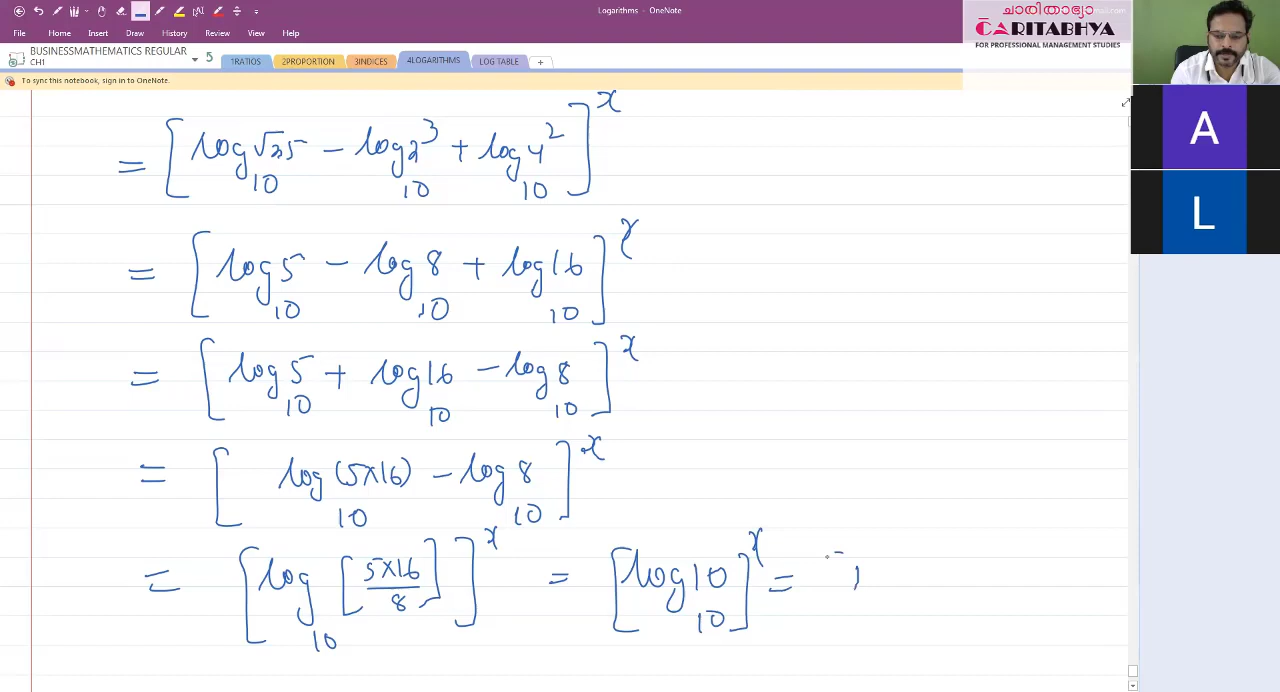 Logarithms - OneNote
File Home Insert Draw History Review View Help
BUSINESSMATHEMATICS REGULAR
CH1
1RATIOS 2PROPORTION 3INDICES 4LOGARITHMS LOG TABLE +
To sync this notebook, sign in to OneNote.
ചാരിതാഭ്യാ
CARITABHYA
FOR PROFESSIONAL MANAGEMENT STUDIES
A
L
= [log₁₀ √25 - log₁₀ 2³ + log₁₀ 4²]ˣ
= [log₁₀ 5 - log₁₀ 8 + log₁₀ 16]ˣ
= [log₁₀ 5 + log₁₀ 16 - log₁₀ 8]ˣ
= [log₁₀ (5×16) - log₁₀ 8]ˣ
= [log₁₀ [5×16/8]]ˣ = [log₁₀ 10]ˣ =